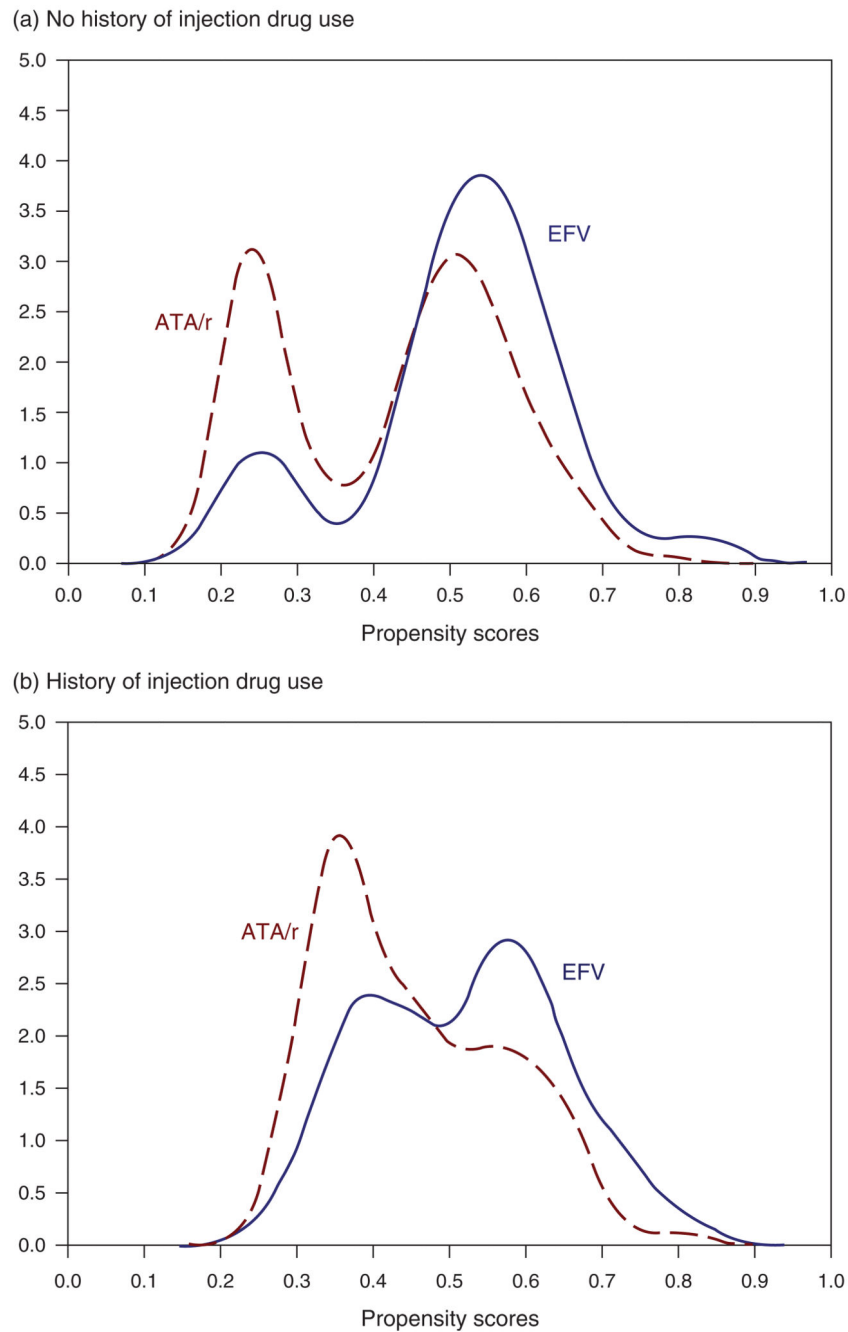 (a) No history of injection drug use
5.0
4.5
4.0
3.5
EFV
3.0
ATA/r
2.5
2.0
1.5
1.0
0.5
0.0
0.0 0.1 0.2 0.3 0.4 0.5 0.6 0.7 0.8 0.9 1.0
Propensity scores
(b) History of injection drug use
5.0
4.5
4.0
3.5
3.0
ATA/r
EFV
2.5
2.0
1.5
1.0
0.5
0.0
0.0 0.1 0.2 0.3 0.4 0.5 0.6 0.7 0.8 0.9 1.0
Propensity scores